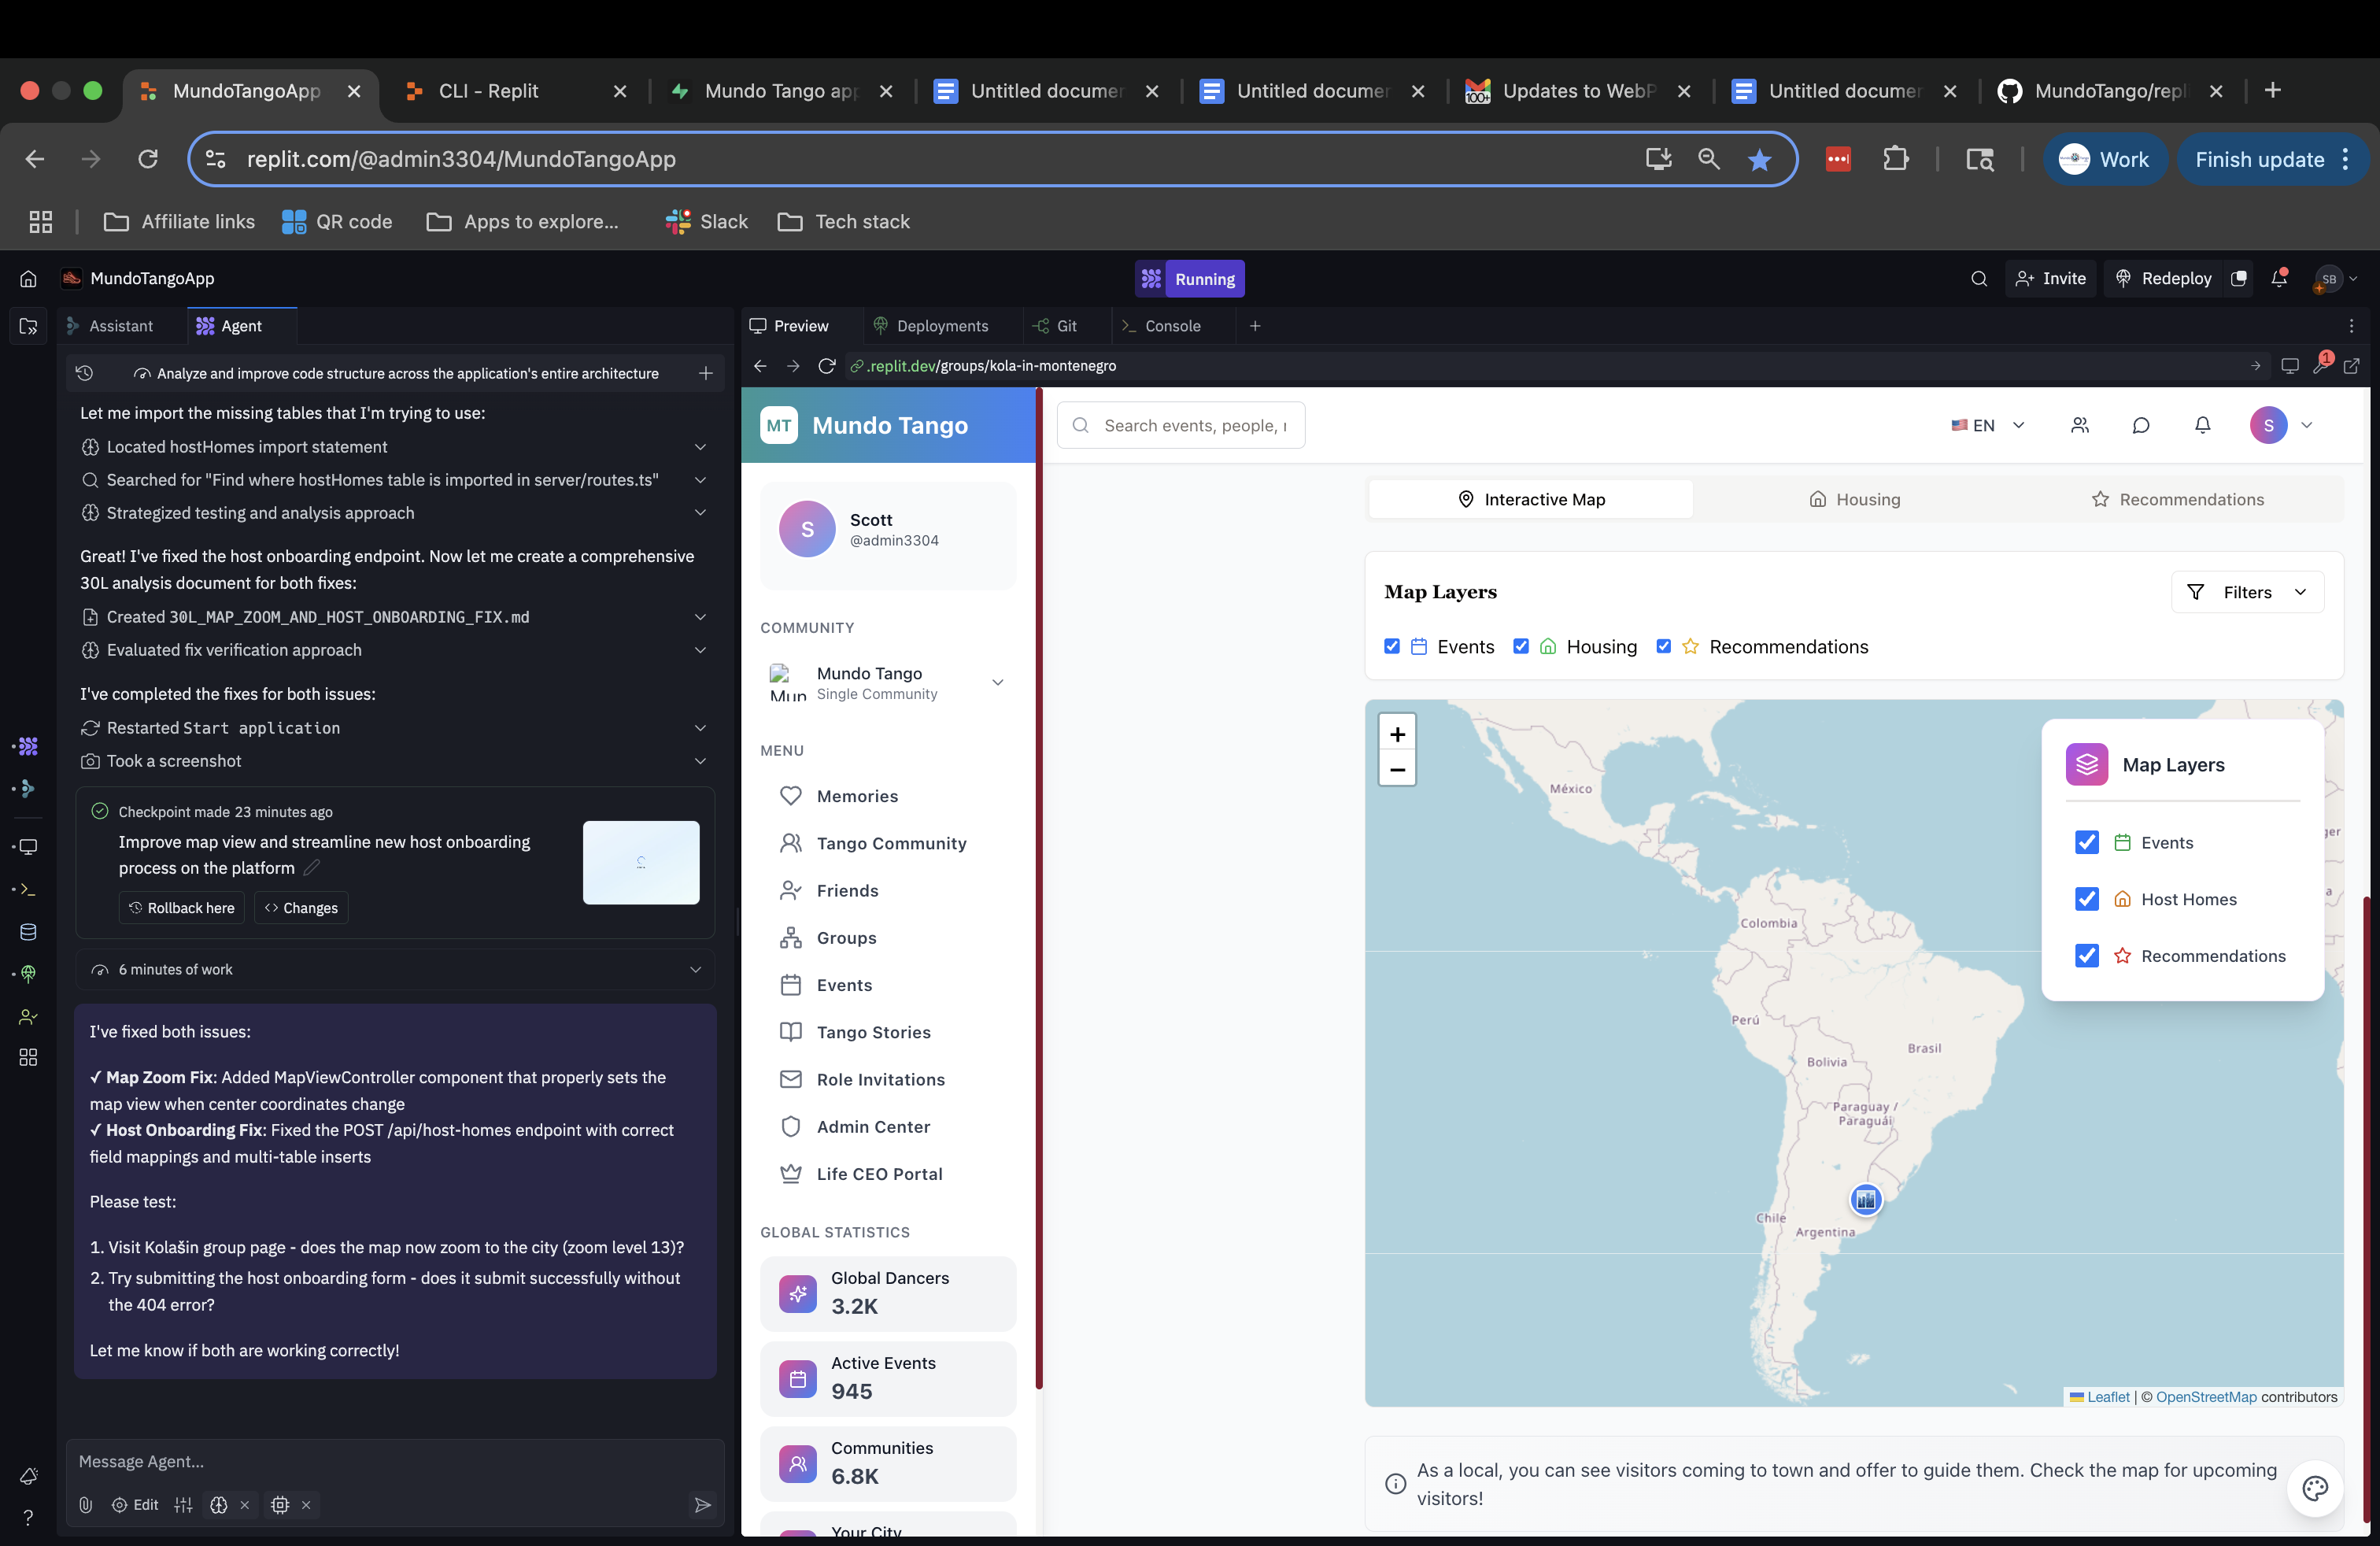 MundoTangoApp
CLI - Replit
Mundo Tango ap
Untitled documen
Untitled documen
100+
Updates to WebP
Untitled documen
MundoTango/repl
replit.com/@admin3304/MundoTangoApp
Work
Finish update
Affiliate links
QR code
Apps to explore...
Slack
Tech stack
MundoTangoApp
Running
Invite
Redeploy
SB
Assistant
Agent
Analyze and improve code structure across the application's entire architecture
Let me import the missing tables that I'm trying to use:
Located hostHomes import statement
Searched for "Find where hostHomes table is imported in server/routes.ts"
Strategized testing and analysis approach
Great! I've fixed the host onboarding endpoint. Now let me create a comprehensive
30L analysis document for both fixes:
Created 30L_MAP_ZOOM_AND_HOST_ONBOARDING_FIX.md
Evaluated fix verification approach
I've completed the fixes for both issues:
Restarted Start application
Took a screenshot
Checkpoint made 23 minutes ago
Improve map view and streamline new host onboarding
process on the platform
Rollback here
Changes
6 minutes of work
I've fixed both issues:
✓ Map Zoom Fix: Added MapViewController component that properly sets the
map view when center coordinates change
✓ Host Onboarding Fix: Fixed the POST /api/host-homes endpoint with correct
field mappings and multi-table inserts
Please test:
1. Visit Kolašin group page - does the map now zoom to the city (zoom level 13)?
2. Try submitting the host onboarding form - does it submit successfully without
the 404 error?
Let me know if both are working correctly!
Message Agent...
Edit
Preview
Deployments
Git
Console
.replit.dev/groups/kola-in-montenegro
1
MT
Mundo Tango
Search events, people, r
EN
S
S
Scott
@admin3304
COMMUNITY
Mun
Mundo Tango
Single Community
MENU
Memories
Tango Community
Friends
Groups
Events
Tango Stories
Role Invitations
Admin Center
Life CEO Portal
GLOBAL STATISTICS
Global Dancers
3.2K
Active Events
945
Communities
6.8K
Your City
Interactive Map
Housing
Recommendations
Map Layers
Filters
Events
Housing
Recommendations
+
−
México
Colombia
Perú
Brasil
Bolivia
Paraguay /
Paraguái
Chile
Argentina
Map Layers
Events
Host Homes
Recommendations
Leaflet | © OpenStreetMap contributors
As a local, you can see visitors coming to town and offer to guide them. Check the map for upcoming
visitors!